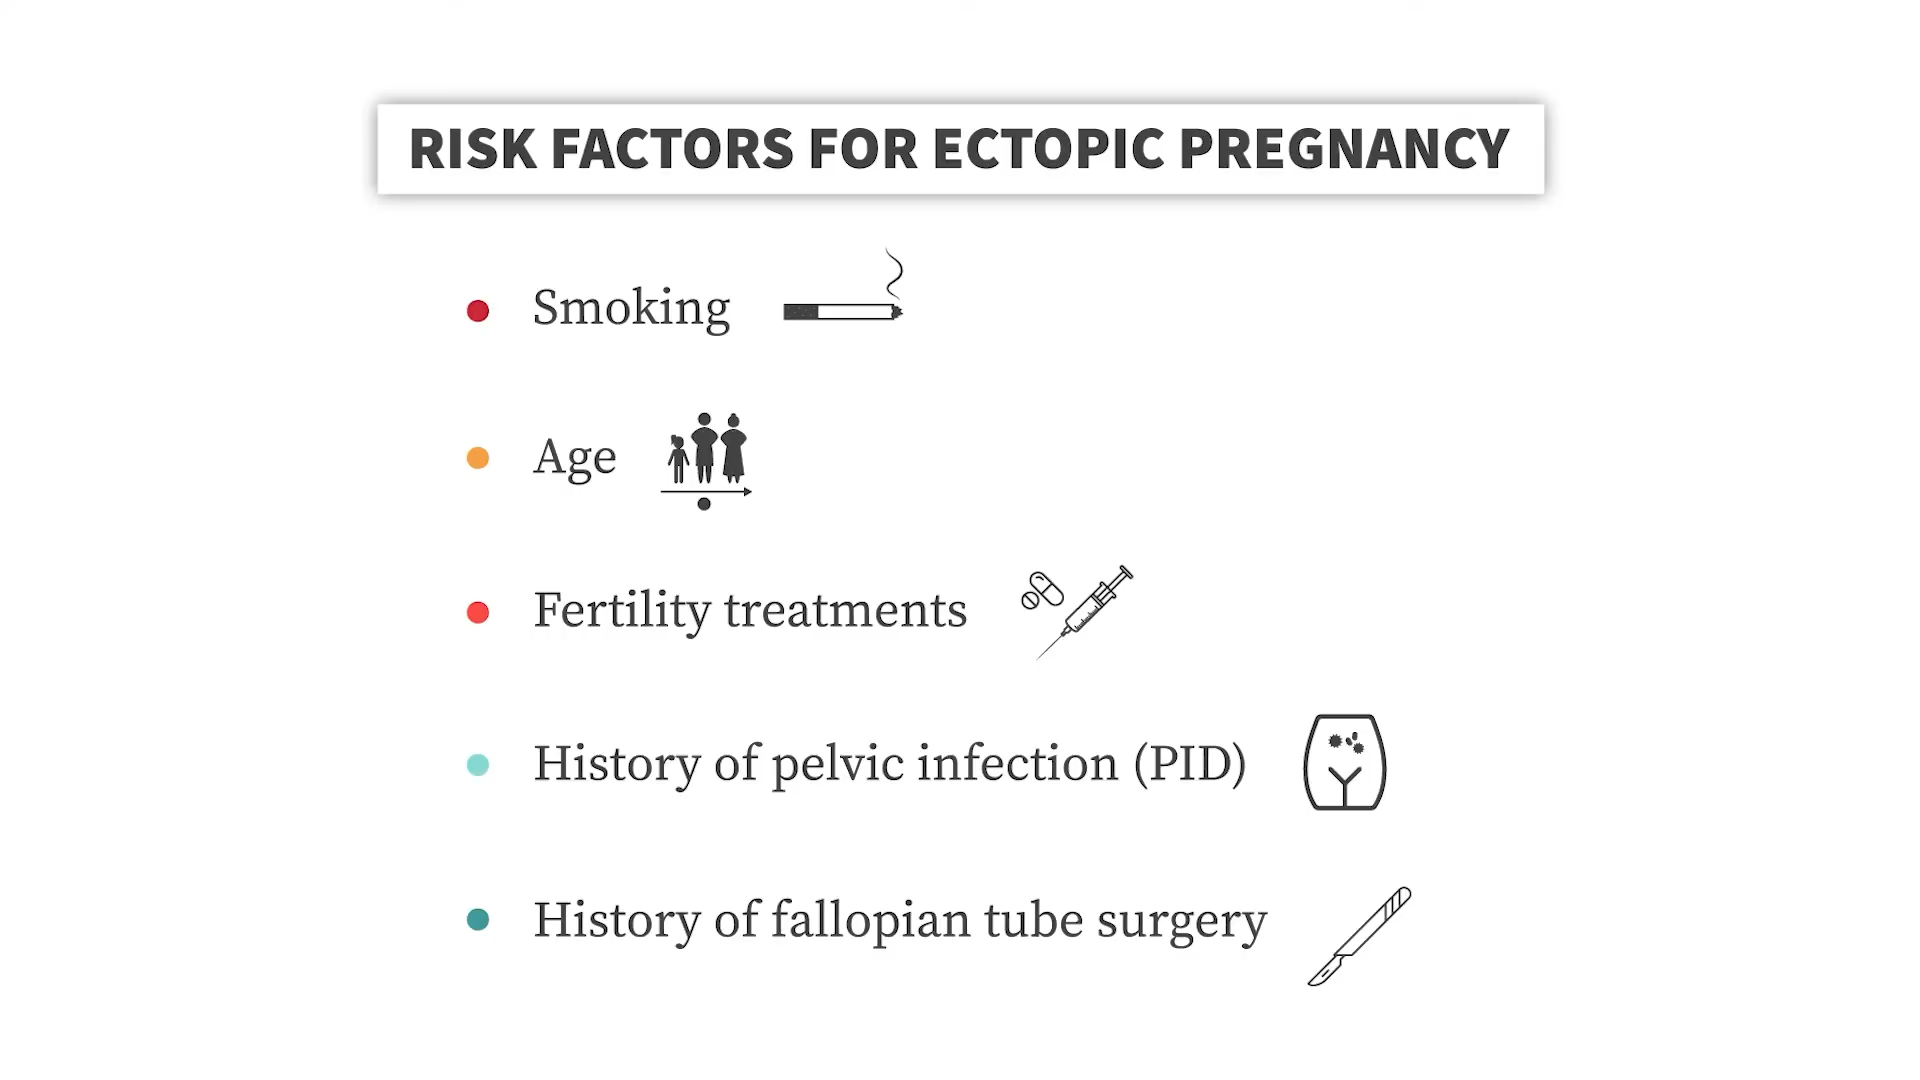 RISK FACTORS FOR ECTOPIC PREGNANCY
Smoking
Age
Fertility treatments
History of pelvic infection (PID)
History of fallopian tube surgery